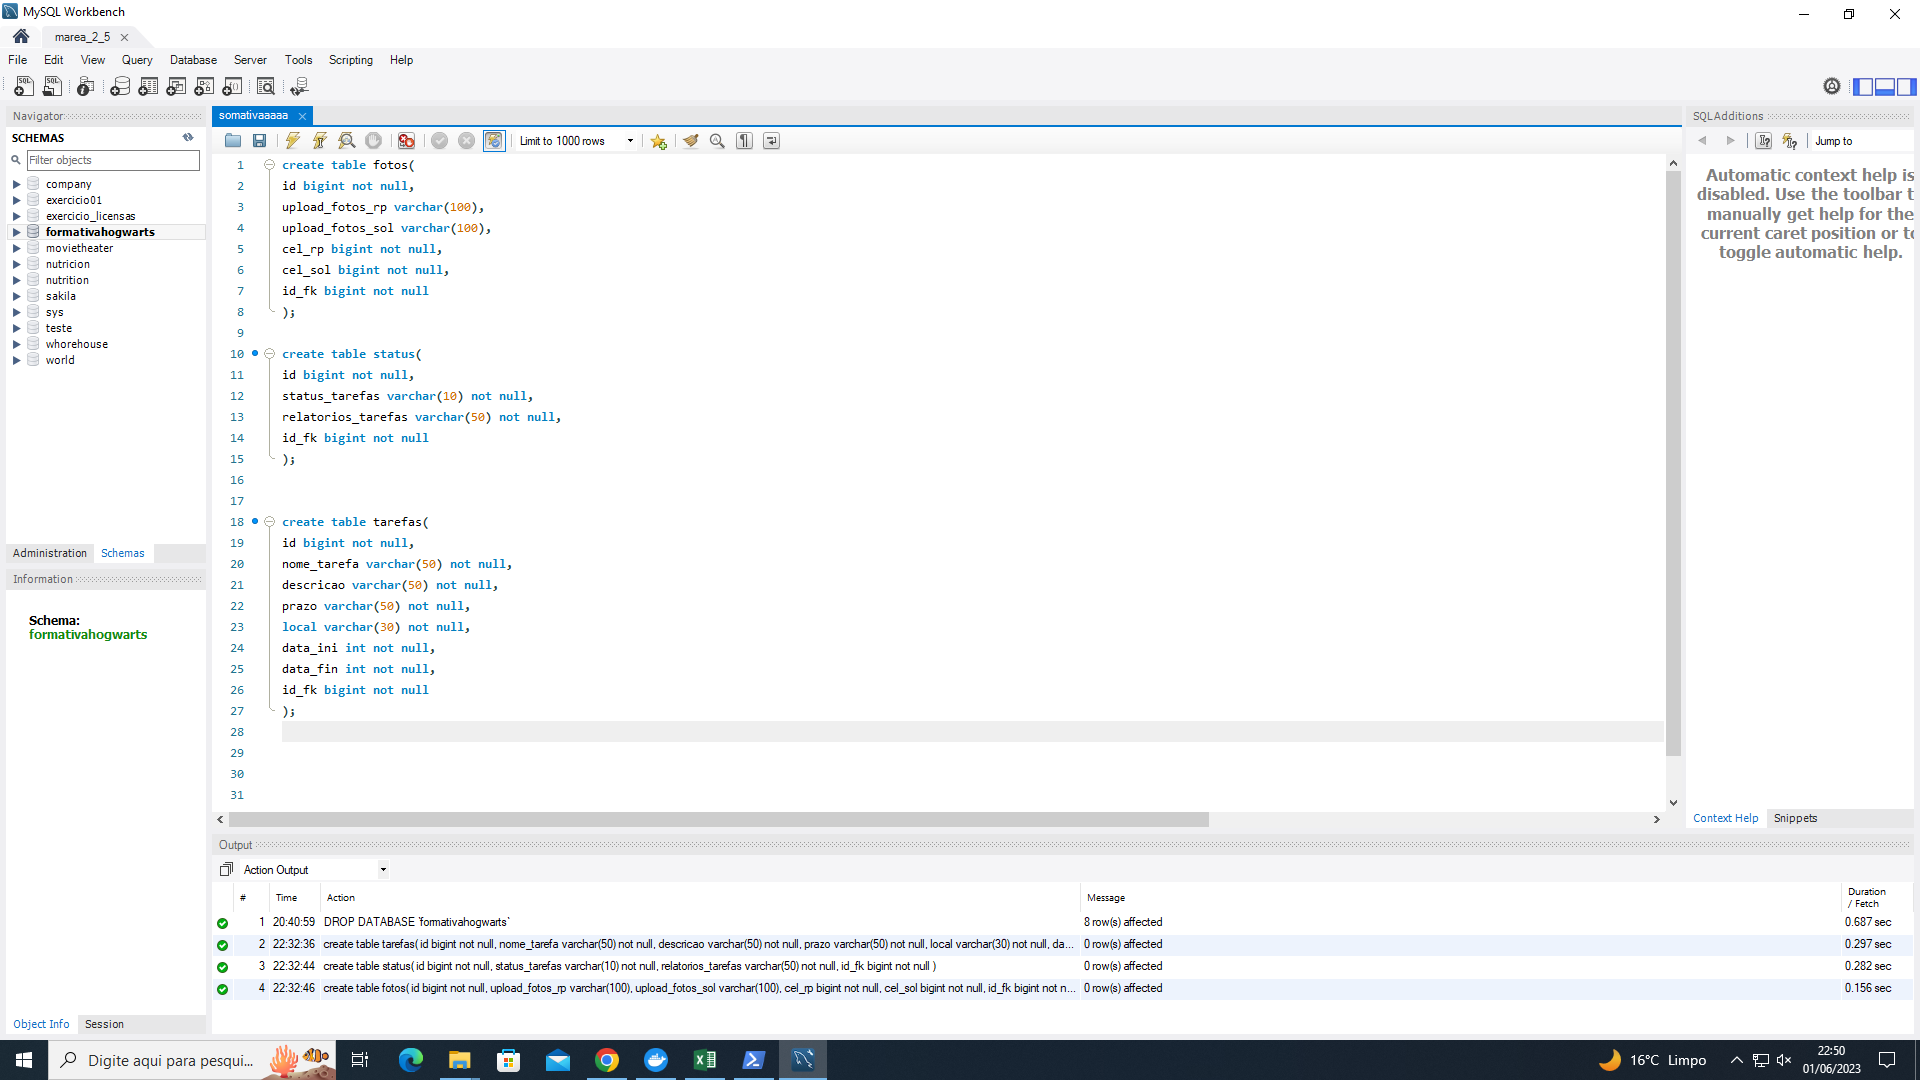 MySQL Workbench
marea_2_5
File Edit View Query Database Server Tools Scripting Help
Navigator
SCHEMAS
Filter objects
company
exercicio01
exercicio_licensas
formativahogwarts
movietheater
nutricion
nutrition
sakila
sys
teste
whorehouse
world
Administration Schemas
Information
Schema:
formativahogwarts
Object Info Session
somativaaaaa
Limit to 1000 rows
1 create table fotos(
2 id bigint not null,
3 upload_fotos_rp varchar(100),
4 upload_fotos_sol varchar(100),
5 cel_rp bigint not null,
6 cel_sol bigint not null,
7 id_fk bigint not null
8 );
9
10 create table status(
11 id bigint not null,
12 status_tarefas varchar(10) not null,
13 relatorios_tarefas varchar(50) not null,
14 id_fk bigint not null
15 );
16
17
18 create table tarefas(
19 id bigint not null,
20 nome_tarefa varchar(50) not null,
21 descricao varchar(50) not null,
22 prazo varchar(50) not null,
23 local varchar(30) not null,
24 data_ini int not null,
25 data_fin int not null,
26 id_fk bigint not null
27 );
28
29
30
31
SQLAdditions
Jump to
Automatic context help is
disabled. Use the toolbar t
manually get help for the
current caret position or to
toggle automatic help.
Context Help Snippets
Output
Action Output
# Time Action Message Duration / Fetch
1 20:40:59 DROP DATABASE `formativahogwarts` 8 row(s) affected 0.687 sec
2 22:32:36 create table tarefas( id bigint not null, nome_tarefa varchar(50) not null, descricao varchar(50) not null, prazo varchar(50) not null, local varchar(30) not null, da... 0 row(s) affected 0.297 sec
3 22:32:44 create table status( id bigint not null, status_tarefas varchar(10) not null, relatorios_tarefas varchar(50) not null, id_fk bigint not null ) 0 row(s) affected 0.282 sec
4 22:32:46 create table fotos( id bigint not null, upload_fotos_rp varchar(100), upload_fotos_sol varchar(100), cel_rp bigint not null, cel_sol bigint not null, id_fk bigint not n... 0 row(s) affected 0.156 sec
Digite aqui para pesqui...
16°C Limpo
22:50
01/06/2023